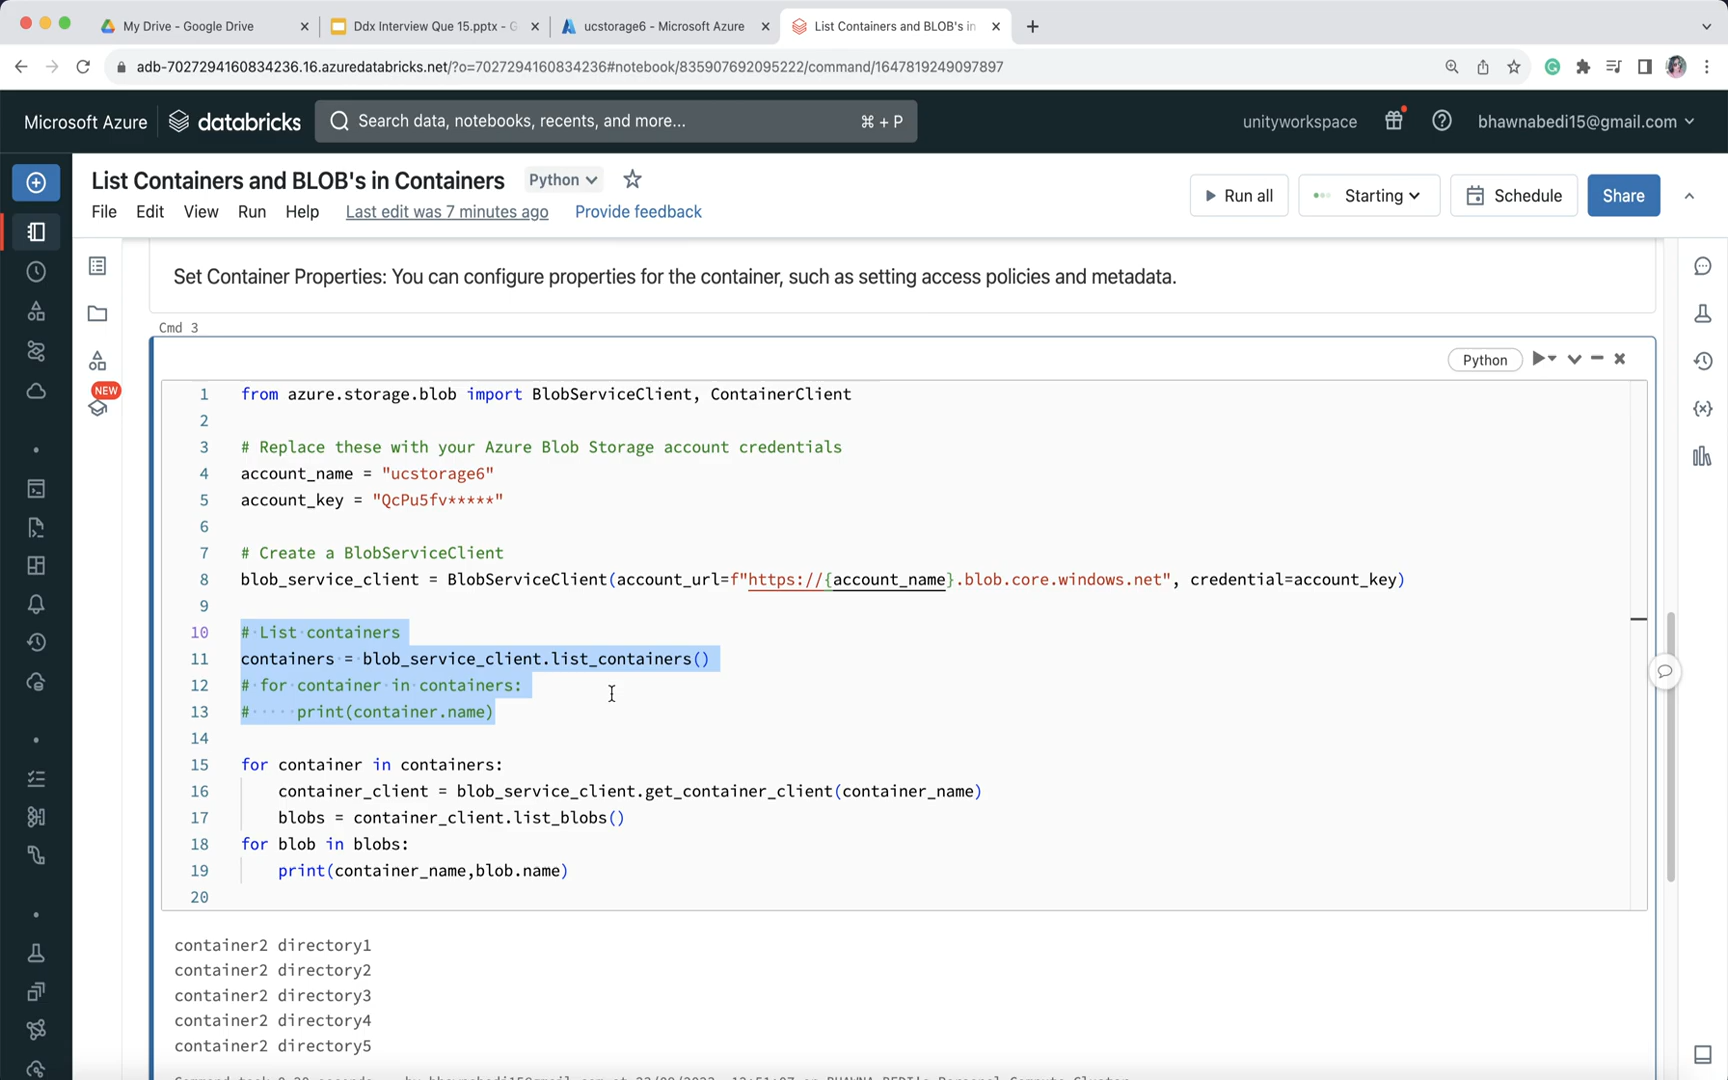 My Drive - Google Drive
Ddx Interview Que 15.pptx - G
ucstorage6 - Microsoft Azure
List Containers and BLOB's in
adb-7027294160834236.16.azuredatabricks.net/?o=7027294160834236#notebook/835907692095222/command/1647819249097897
Microsoft Azure
databricks
Search data, notebooks, recents, and more...
⌘ + P
unityworkspace
bhawnabedi15@gmail.com
List Containers and BLOB's in Containers
Python
File Edit View Run Help Last edit was 7 minutes ago Provide feedback
Run all
Starting
Schedule
Share
NEW
Set Container Properties: You can configure properties for the container, such as setting access policies and metadata.
Cmd 3
Python
1 from azure.storage.blob import BlobServiceClient, ContainerClient
2
3 # Replace these with your Azure Blob Storage account credentials
4 account_name = "ucstorage6"
5 account_key = "QcPu5fv*****"
6
7 # Create a BlobServiceClient
8 blob_service_client = BlobServiceClient(account_url=f"https://{account_name}.blob.core.windows.net", credential=account_key)
9
10 # List containers
11 containers = blob_service_client.list_containers()
12 # for container in containers:
13 #     print(container.name)
14
15 for container in containers:
16     container_client = blob_service_client.get_container_client(container_name)
17     blobs = container_client.list_blobs()
18 for blob in blobs:
19     print(container_name,blob.name)
20
container2 directory1
container2 directory2
container2 directory3
container2 directory4
container2 directory5